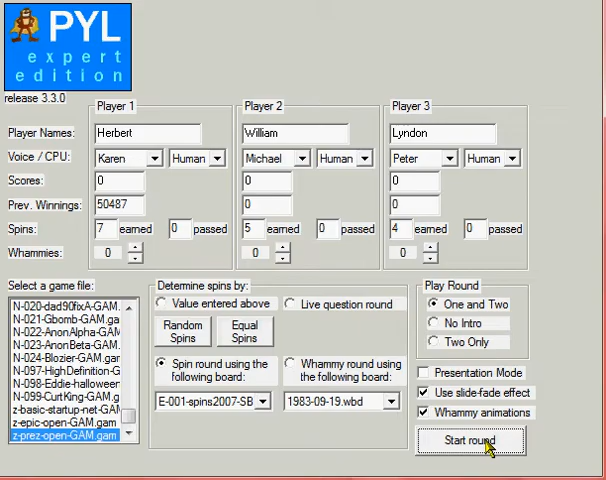 PYL
expert
edition
release 3.3.0
Player 1 Player 2 Player 3
Player Names: Herbert William Lyndon
Voice / CPU: Karen Human Michael Human Peter Human
Scores: 0 0 0
Prev. Winnings: 50487 0 0
Spins: 7 earned 0 passed 5 earned 0 passed 4 earned 0 passed
Whammies: 0 0 0
Select a game file:
N-020-dad90fixA-GAM.
N-021-Gbomb-GAM.ga
N-022-AnonAlpha-GAM
N-023-AnonBeta-GAM.
N-024-Blozier-GAM.gar
N-097-HighDefinition-G
N-098-Eddie-halloween
N-099-CurtKing-GAM.g
z-basic-startup-net-GAM
z-epic-open-GAM.gam
z-prez-open-GAM.gam
Determine spins by:
Value entered above Live question round
Random Spins Equal Spins
Spin round using the following board: Whammy round using the following board:
E-001-spins2007-SB 1983-09-19.wbd
Play Round
One and Two
No Intro
Two Only
Presentation Mode
Use slide-fade effect
Whammy animations
Start round